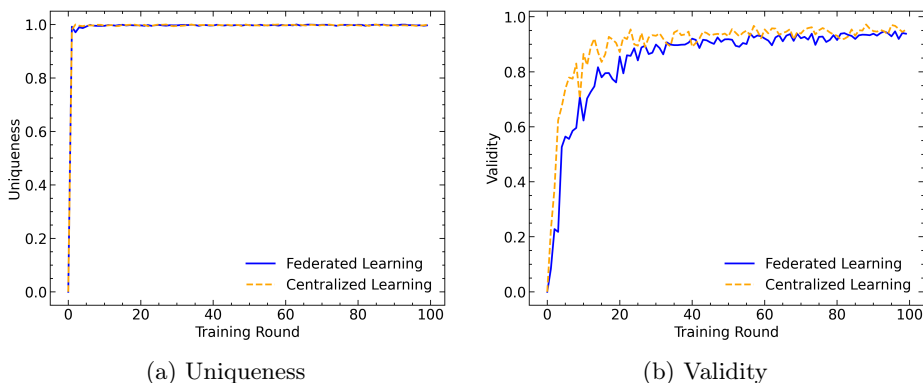 1.0
0.8
0.6
0.4
0.2
0.0
Uniqueness
0 20 40 60 80 100
Training Round
Federated Learning
Centralized Learning
(a) Uniqueness
1.0
0.8
0.6
0.4
0.2
0.0
Validity
0 20 40 60 80 100
Training Round
Federated Learning
Centralized Learning
(b) Validity